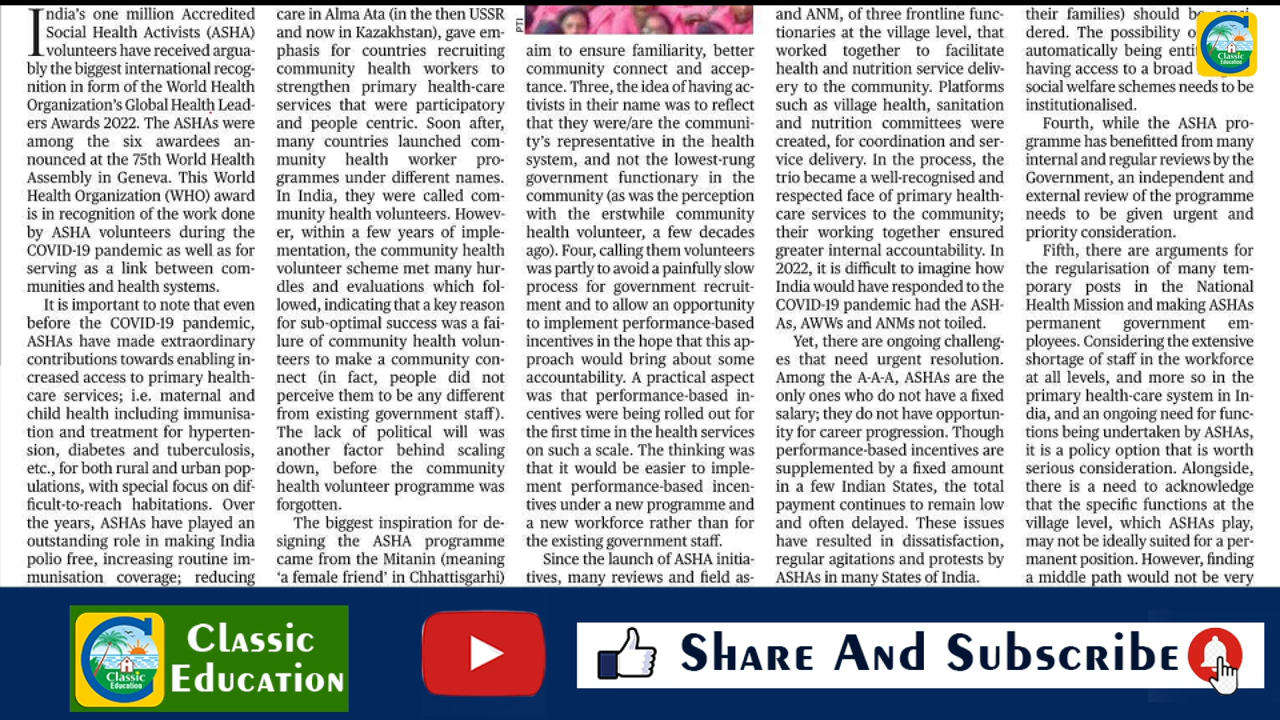 India's one million Accredited
Social Health Activists (ASHA)
volunteers have received argua-
bly the biggest international recog-
nition in form of the World Health
Organization's Global Health Lead-
ers Awards 2022. The ASHAs were
among the six awardees an-
nounced at the 75th World Health
Assembly in Geneva. This World
Health Organization (WHO) award
is in recognition of the work done
by ASHA volunteers during the
COVID-19 pandemic as well as for
serving as a link between com-
munities and health systems.
It is important to note that even
before the COVID-19 pandemic,
ASHAs have made extraordinary
contributions towards enabling in-
creased access to primary health-
care services; i.e. maternal and
child health including immunisa-
tion and treatment for hyperten-
sion, diabetes and tuberculosis,
etc., for both rural and urban pop-
ulations, with special focus on dif-
ficult-to-reach habitations. Over
the years, ASHAs have played an
outstanding role in making India
polio free, increasing routine im-
munisation coverage; reducing
care in Alma Ata (in the then USSR
and now in Kazakhstan), gave em-
phasis for countries recruiting
community health workers to
strengthen primary health-care
services that were participatory
and people centric. Soon after,
many countries launched com-
munity health worker pro-
grammes under different names.
In India, they were called com-
munity health volunteers. Howev-
er, within a few years of imple-
mentation, the community health
volunteer scheme met many hur-
dles and evaluations which fol-
lowed, indicating that a key reason
for sub-optimal success was a fai-
lure of community health volun-
teers to make a community con-
nect (in fact, people did not
perceive them to be any different
from existing government staff).
The lack of political will was
another factor behind scaling
down, before the community
health volunteer programme was
forgotten.
The biggest inspiration for de-
signing the ASHA programme
came from the Mitanin (meaning
'a female friend' in Chhattisgarhi)
PTI
aim to ensure familiarity, better
community connect and accep-
tance. Three, the idea of having ac-
tivists in their name was to reflect
that they were/are the communi-
ty's representative in the health
system, and not the lowest-rung
government functionary in the
community (as was the perception
with the erstwhile community
health volunteer, a few decades
ago). Four, calling them volunteers
was partly to avoid a painfully slow
process for government recruit-
ment and to allow an opportunity
to implement performance-based
incentives in the hope that this ap-
proach would bring about some
accountability. A practical aspect
was that performance-based in-
centives were being rolled out for
the first time in the health services
on such a scale. The thinking was
that it would be easier to imple-
ment performance-based incen-
tives under a new programme and
a new workforce rather than for
the existing government staff.
Since the launch of ASHA initia-
tives, many reviews and field as-
and ANM, of three frontline func-
tionaries at the village level, that
worked together to facilitate
health and nutrition service deliv-
ery to the community. Platforms
such as village health, sanitation
and nutrition committees were
created, for coordination and ser-
vice delivery. In the process, the
trio became a well-recognised and
respected face of primary health-
care services to the community;
their working together ensured
greater internal accountability. In
2022, it is difficult to imagine how
India would have responded to the
COVID-19 pandemic had the ASH-
As, AWWs and ANMs not toiled.
Yet, there are ongoing challeng-
es that need urgent resolution.
Among the A-A-A, ASHAs are the
only ones who do not have a fixed
salary; they do not have opportun-
ity for career progression. Though
performance-based incentives are
supplemented by a fixed amount
in a few Indian States, the total
payment continues to remain low
and often delayed. These issues
have resulted in dissatisfaction,
regular agitations and protests by
ASHAs in many States of India.
their families) should be
dered. The possibility
automatically being
having access to a broad
social welfare schemes needs to be
institutionalised.
Fourth, while the ASHA pro-
gramme has benefitted from many
internal and regular reviews by the
Government, an independent and
external review of the programme
needs to be given urgent and
priority consideration.
Fifth, there are arguments for
the regularisation of many tem-
porary posts in the National
Health Mission and making ASHAs
permanent government em-
ployees. Considering the extensive
shortage of staff in the workforce
at all levels, and more so in the
primary health-care system in In-
dia, and an ongoing need for func-
tions being undertaken by ASHAs,
it is a policy option that is worth
serious consideration. Alongside,
there is a need to acknowledge
that the specific functions at the
village level, which ASHAs play,
may not be ideally suited for a per-
manent position. However, finding
a middle path would not be very
Classic
Education
Classic
Education
Classic
Education
Share And Subscribe